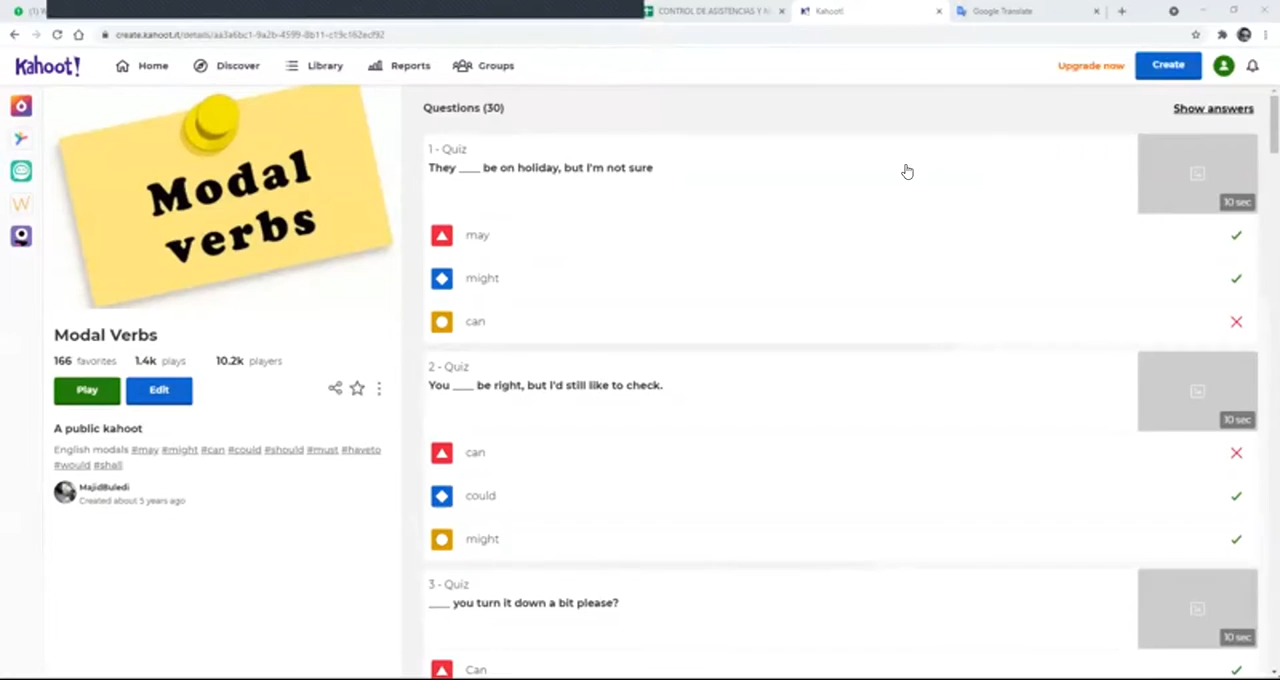 (1)
CONTROL DE ASISTENCIAS Y N
Kahoot!
Google Translate
create.kahoot.it/details/aa3a6bc1-9a2b-4599-8b11-c19c162ecf92
Kahoot!
Home
Discover
Library
Reports
Groups
Upgrade now
Create
Modal
verbs
Modal Verbs
166 favorites 1.4k plays 10.2k players
Play
Edit
A public kahoot
English modals #may #might #can #could #should #must #haveto
#would #shall
MajidBuledi
Created about 5 years ago
Questions (30)
Show answers
1 - Quiz
They ____ be on holiday, but I'm not sure
10 sec
may
might
can
2 - Quiz
You ____ be right, but I'd still like to check.
10 sec
can
could
might
3 - Quiz
____ you turn it down a bit please?
10 sec
Can